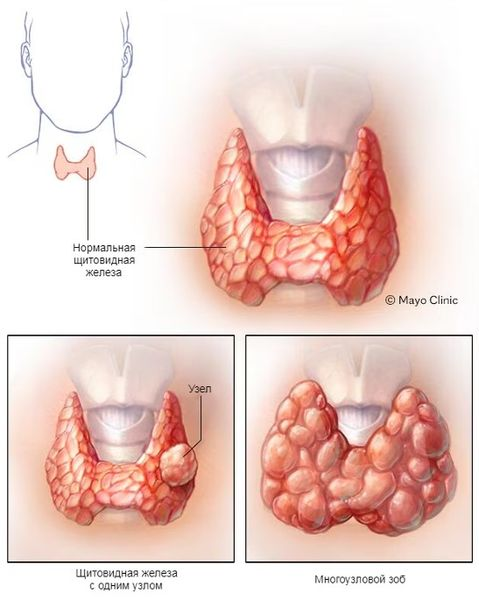 Нормальная
щитовидная
железа
© Mayo Clinic
Узел
Щитовидная железа
с одним узлом
Многоузловой зоб